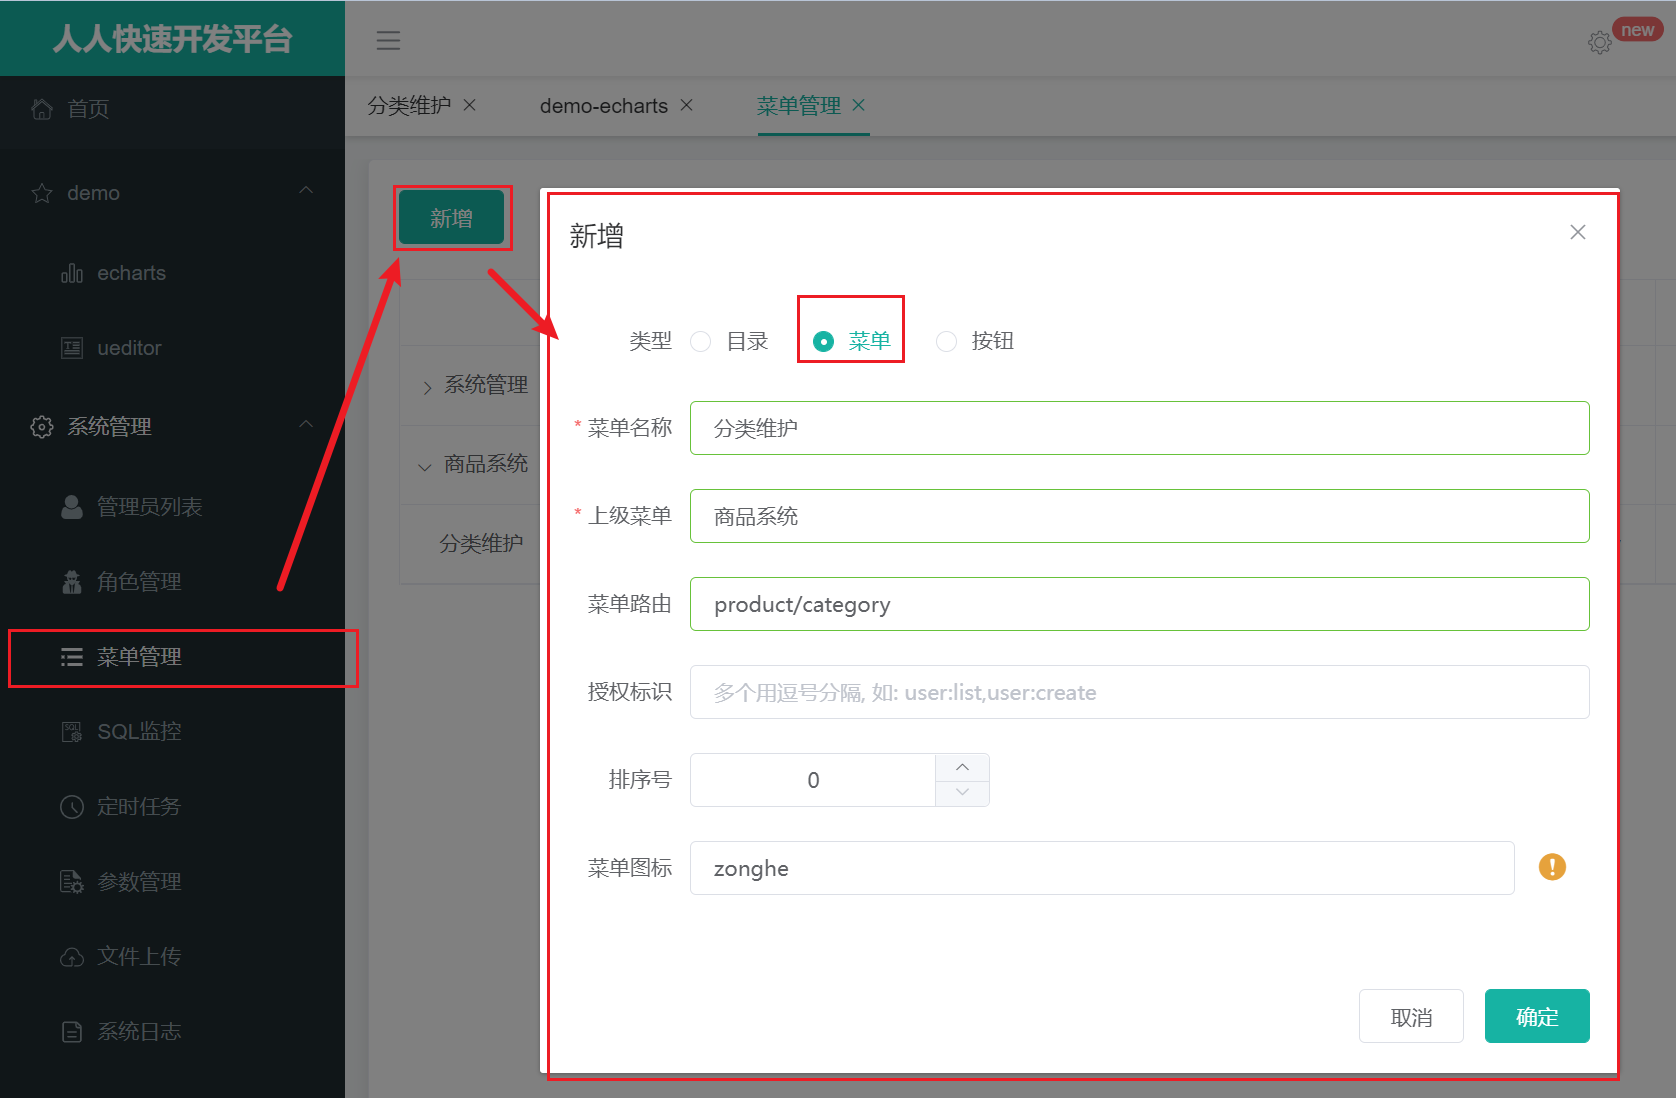 人人快速开发平台
new
首页
demo
echarts
ueditor
系统管理
管理员列表
角色管理
菜单管理
SQL监控
定时任务
参数管理
文件上传
系统日志
分类维护
demo-echarts
菜单管理
新增
系统管理
商品系统
分类维护
新增
类型 目录 菜单 按钮
* 菜单名称 分类维护
* 上级菜单 商品系统
菜单路由 product/category
授权标识 多个用逗号分隔, 如: user:list,user:create
排序号 0
菜单图标 zonghe
取消 确定